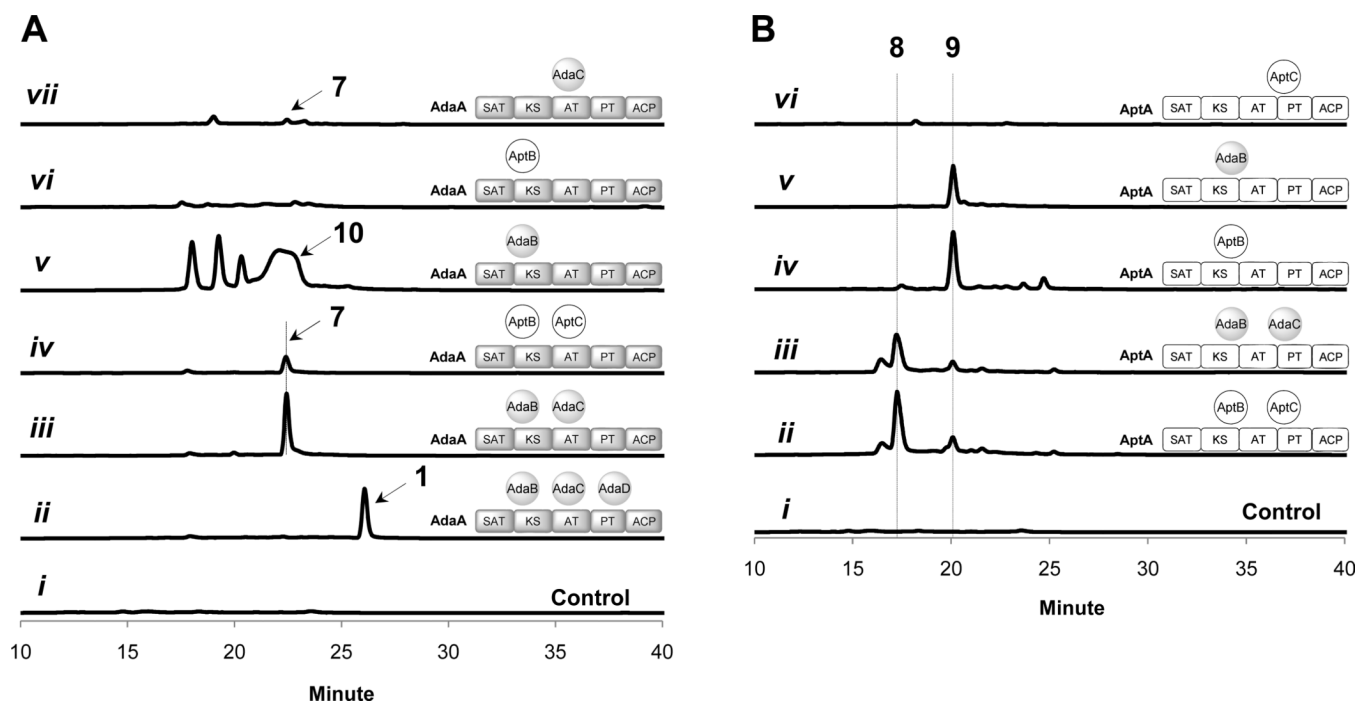 A
vii
7
AdaC
AdaA SAT KS AT PT ACP
vi
AptB
AdaA SAT KS AT PT ACP
v
10
AdaB
AdaA SAT KS AT PT ACP
iv
7
AptB AptC
AdaA SAT KS AT PT ACP
iii
AdaB AdaC
AdaA SAT KS AT PT ACP
ii
1
AdaB AdaC AdaD
AdaA SAT KS AT PT ACP
i
Control
10 15 20 25 30 35 40
Minute
B
8 9
vi
AptC
AptA SAT KS AT PT ACP
v
AdaB
AptA SAT KS AT PT ACP
iv
AptB
AptA SAT KS AT PT ACP
iii
AdaB AdaC
AptA SAT KS AT PT ACP
ii
AptB AptC
AptA SAT KS AT PT ACP
i
Control
10 15 20 25 30 35 40
Minute